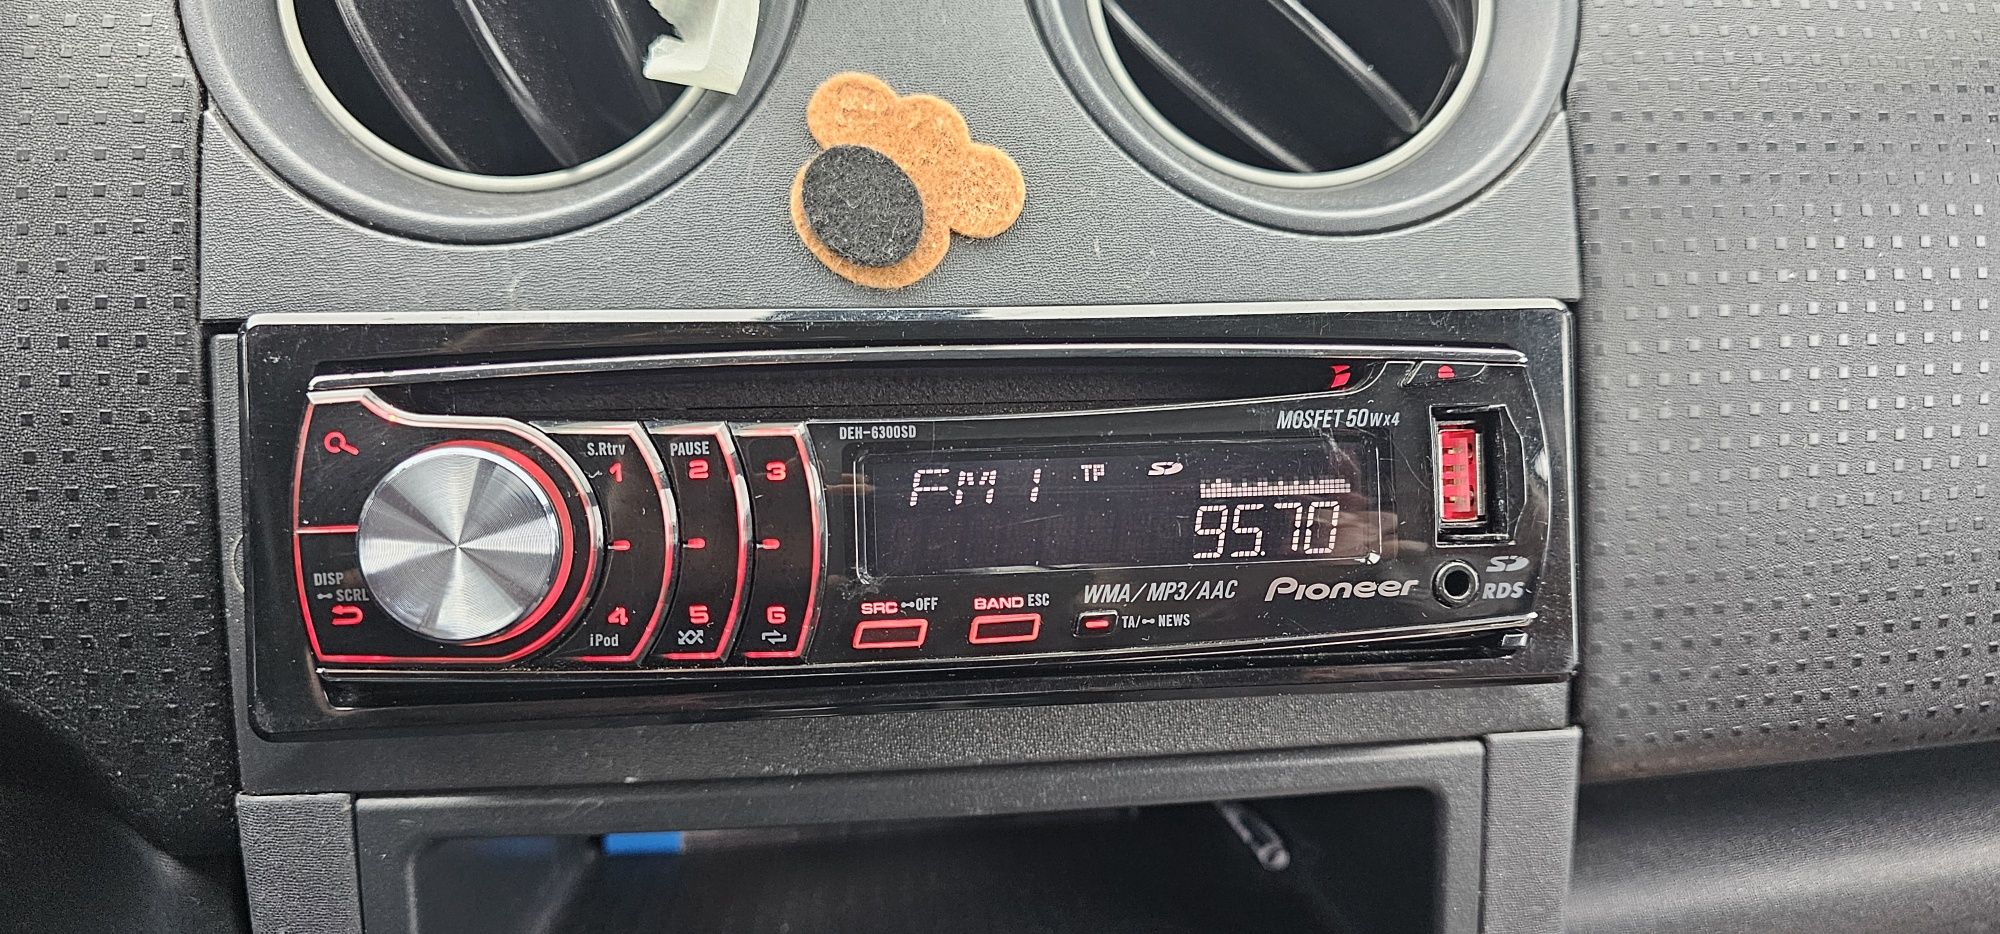 MOSFET 50Wx4
DEH-6300SD
S.Rtrv
PAUSE
1
2
3
FM 1
TP
SD
95.70
DISP
SCRL
4
5
6
iPod
SRC OFF
BAND ESC
WMA/MP3/AAC
TA/ NEWS
Pioneer
SD
RDS